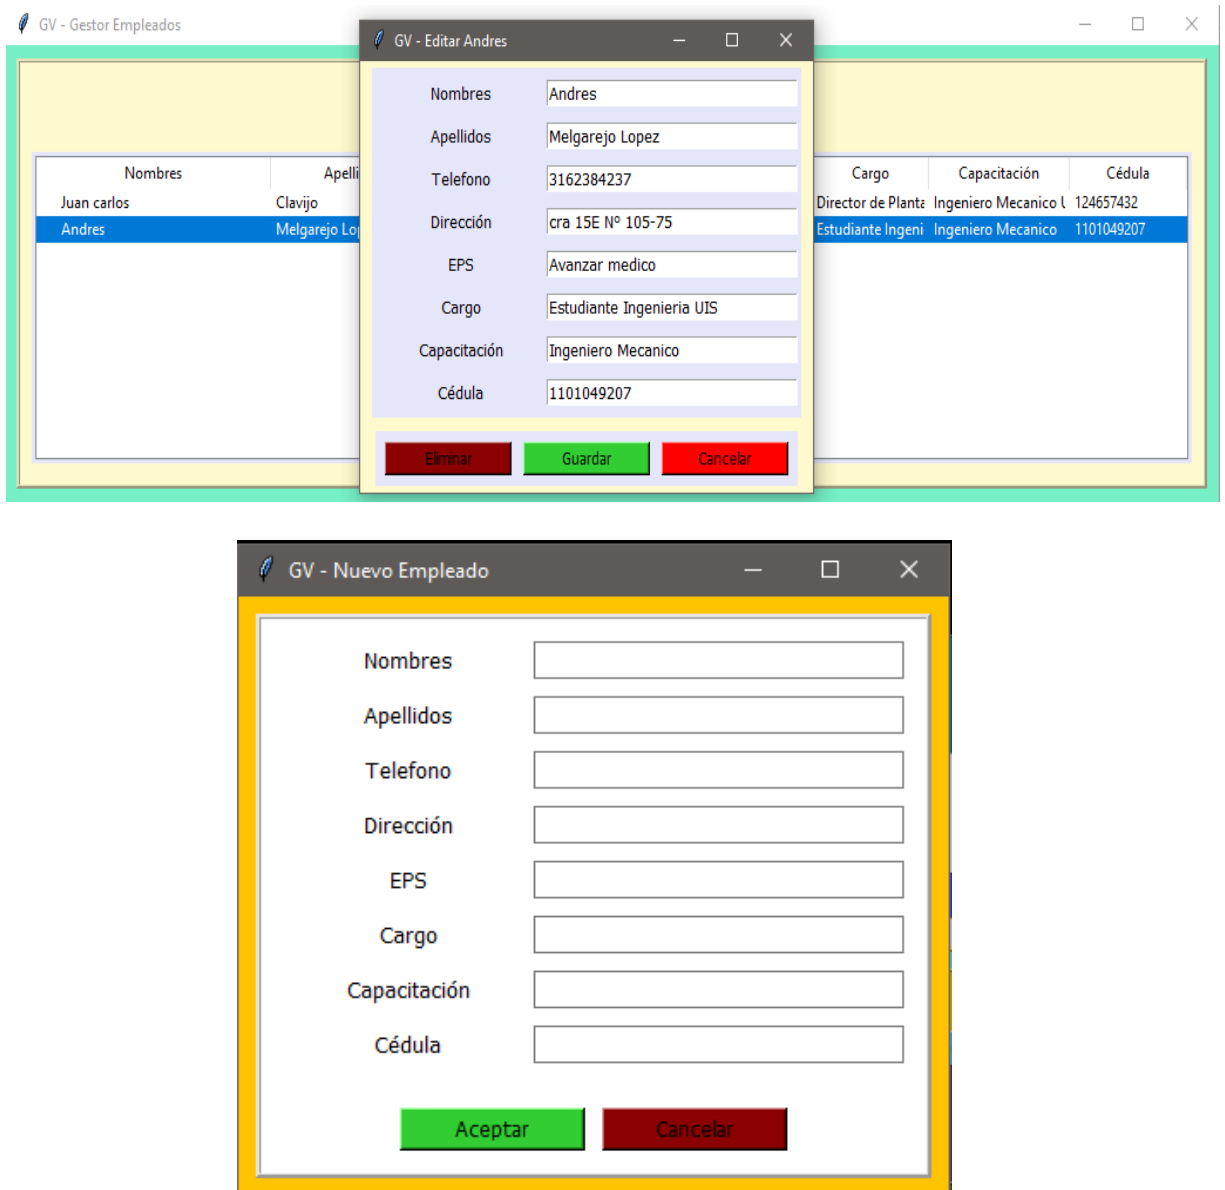 GV - Gestor Empleados
GV - Editar Andres
Nombres Andres
Apellidos Melgarejo Lopez
Telefono 3162384237
Dirección cra 15E Nº 105-75
EPS Avanzar medico
Cargo Estudiante Ingenieria UIS
Capacitación Ingeniero Mecanico
Cédula 1101049207
Eliminar Guardar Cancelar
Nombres Apelli Cargo Capacitación Cédula
Juan carlos Clavijo Director de Planta Ingeniero Mecanico U 124657432
Andres Melgarejo Lop Estudiante Ingeni Ingeniero Mecanico 1101049207
GV - Nuevo Empleado
Nombres
Apellidos
Telefono
Dirección
EPS
Cargo
Capacitación
Cédula
Aceptar Cancelar